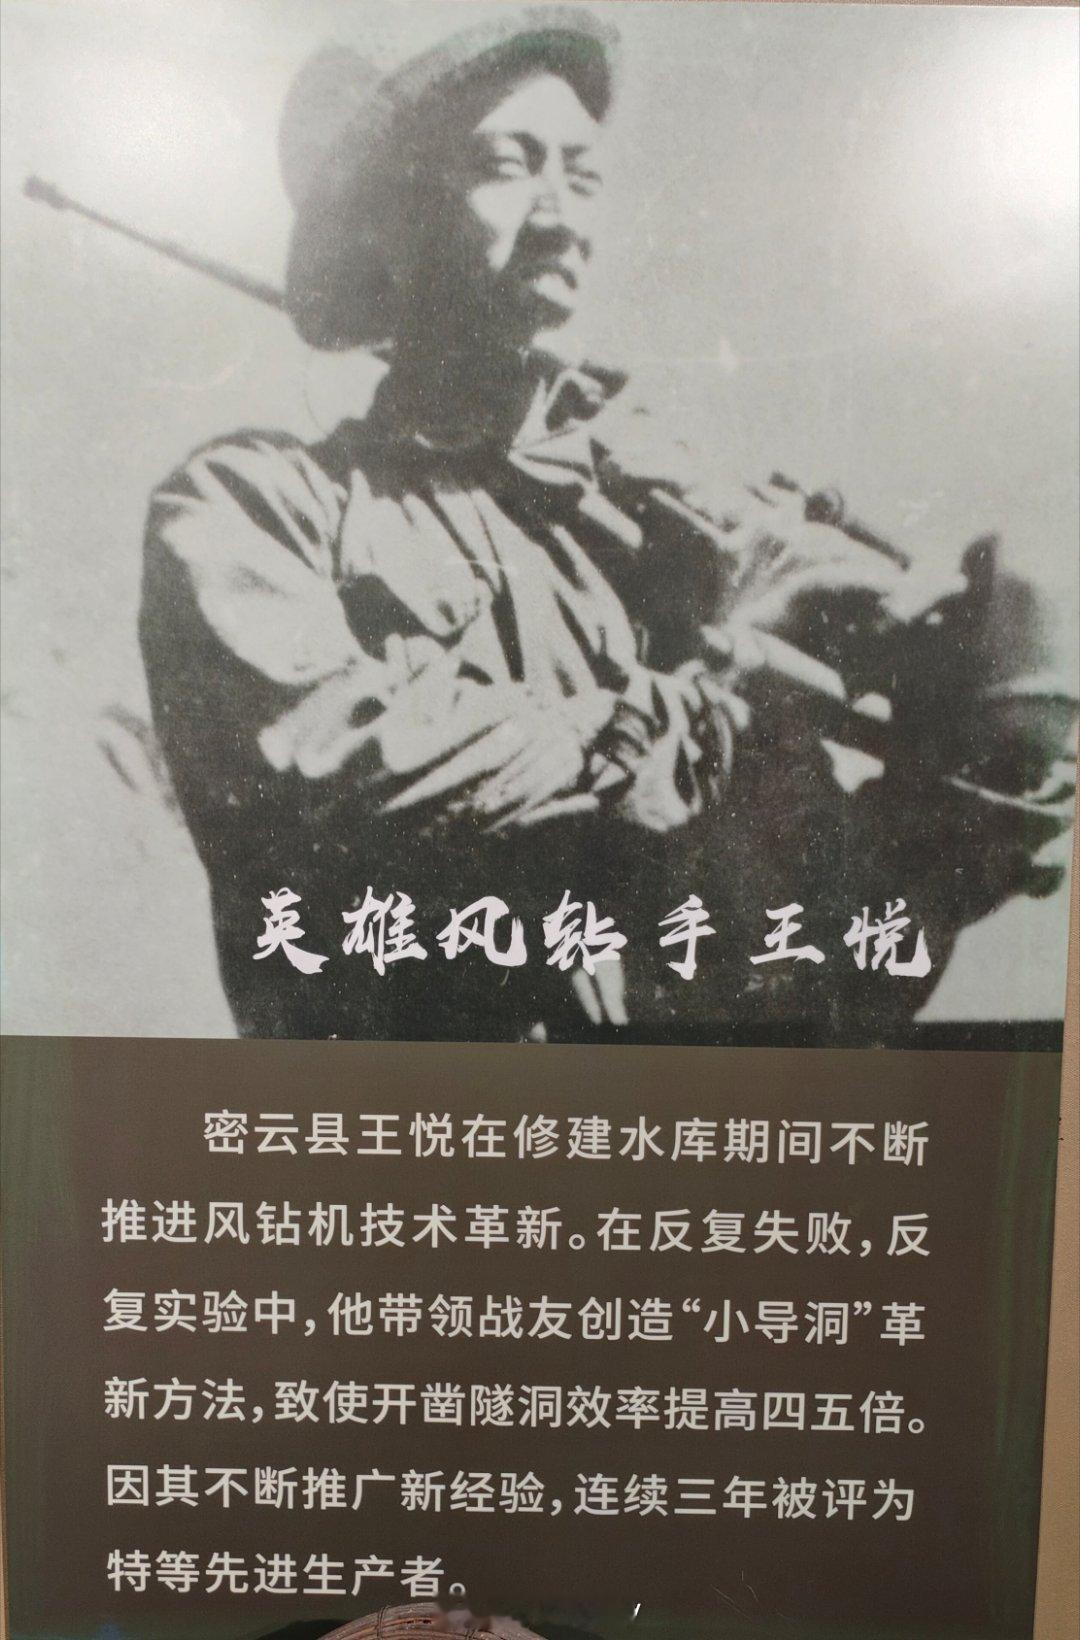 英雄风钻手王悦
密云县王悦在修建水库期间不断
推进风钻机技术革新。在反复失败，反
复实验中，他带领战友创造“小导洞”革
新方法，致使开凿隧洞效率提高四五倍。
因其不断推广新经验，连续三年被评为
特等先进生产者。